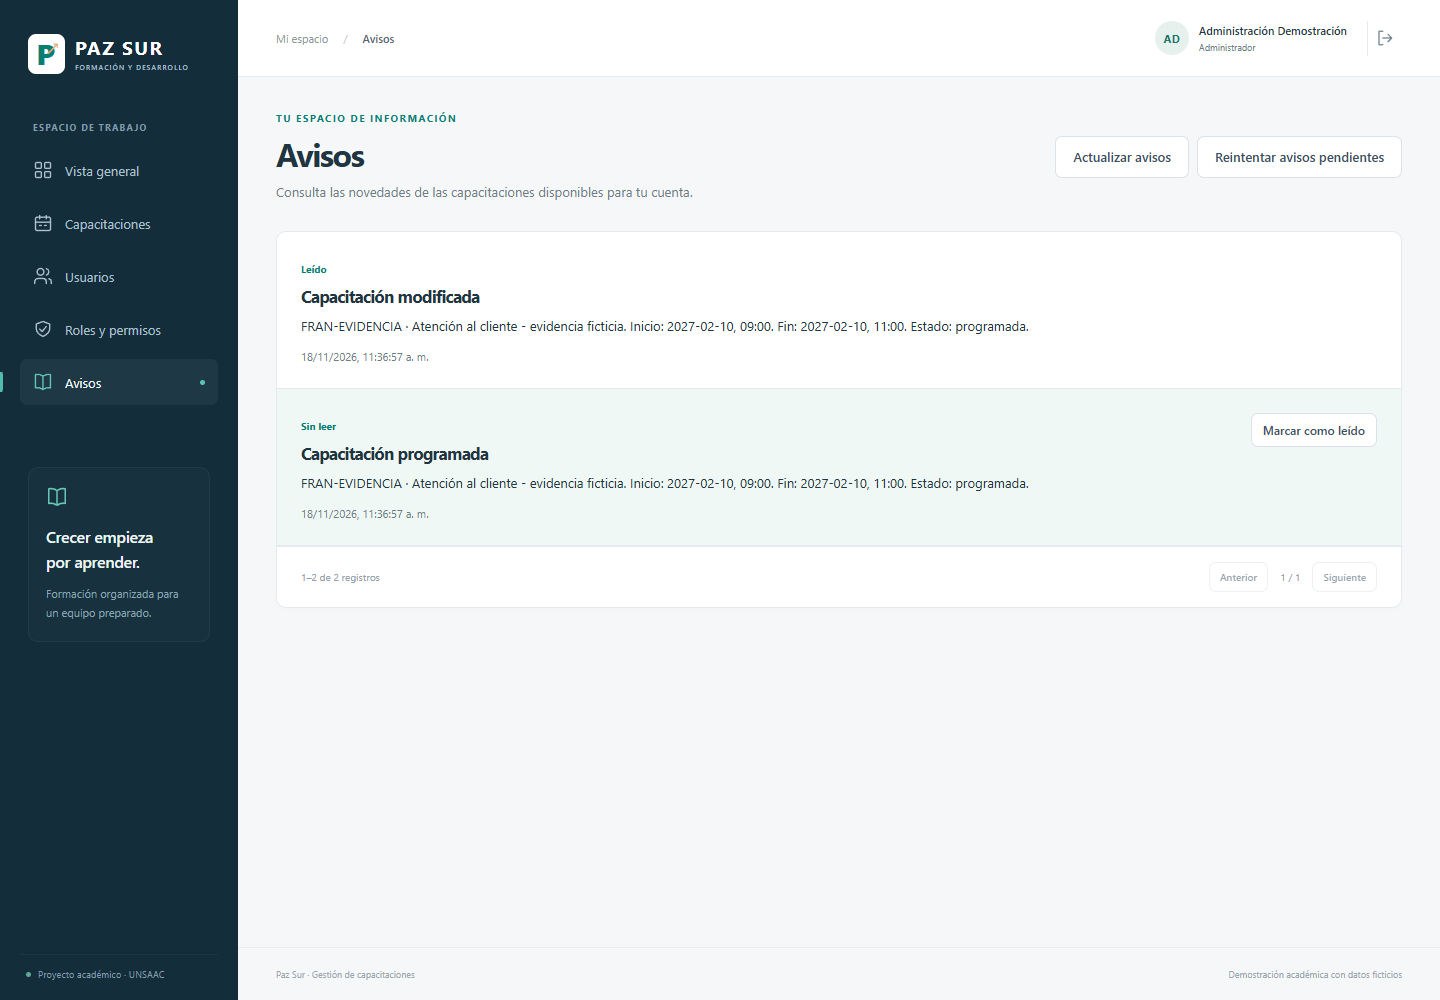 PAZ SUR
FORMACIÓN Y DESARROLLO
ESPACIO DE TRABAJO
Vista general
Capacitaciones
Usuarios
Roles y permisos
Avisos
Crecer empieza
por aprender.
Formación organizada para
un equipo preparado.
Proyecto académico · UNSAAC
Mi espacio / Avisos
AD
Administración Demostración
Administrador
TU ESPACIO DE INFORMACIÓN
Avisos
Consulta las novedades de las capacitaciones disponibles para tu cuenta.
Actualizar avisos
Reintentar avisos pendientes
Leído
Capacitación modificada
FRAN-EVIDENCIA · Atención al cliente - evidencia ficticia. Inicio: 2027-02-10, 09:00. Fin: 2027-02-10, 11:00. Estado: programada.
18/11/2026, 11:36:57 a. m.
Sin leer
Capacitación programada
FRAN-EVIDENCIA · Atención al cliente - evidencia ficticia. Inicio: 2027-02-10, 09:00. Fin: 2027-02-10, 11:00. Estado: programada.
18/11/2026, 11:36:57 a. m.
Marcar como leído
1–2 de 2 registros
Anterior
1 / 1
Siguiente
Paz Sur · Gestión de capacitaciones
Demostración académica con datos ficticios